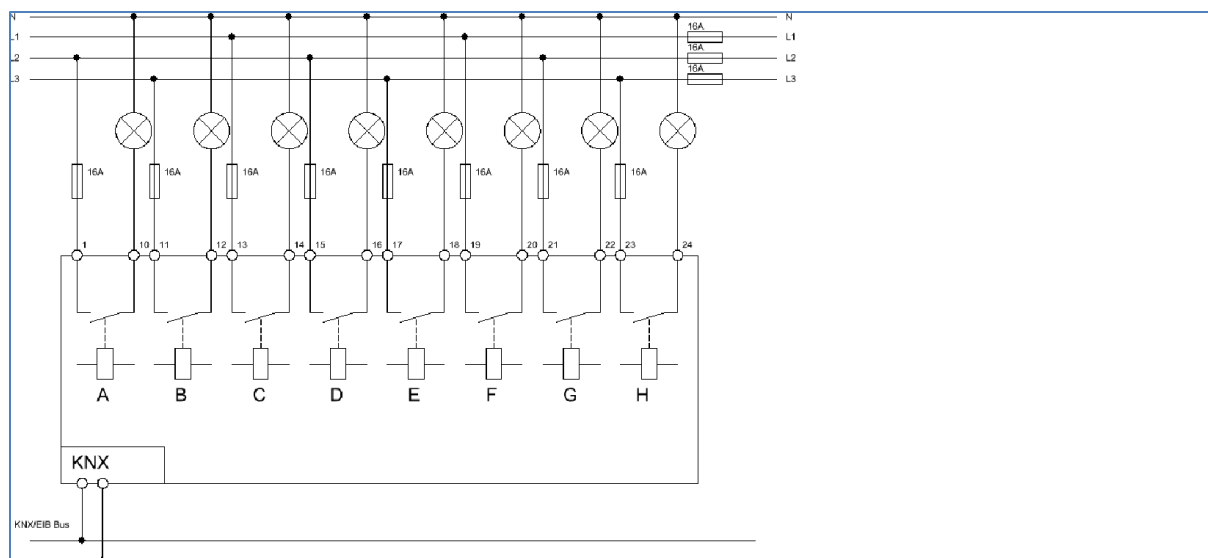 N N
16A
L1 L1
16A
L2 L2
16A
L3 L3
16A 16A 16A 16A 16A 16A 16A 16A
1 10 11 12 13 14 15 16 17 18 19 20 21 22 23 24
A B C D E F G H
KNX
KNX/EIB Bus